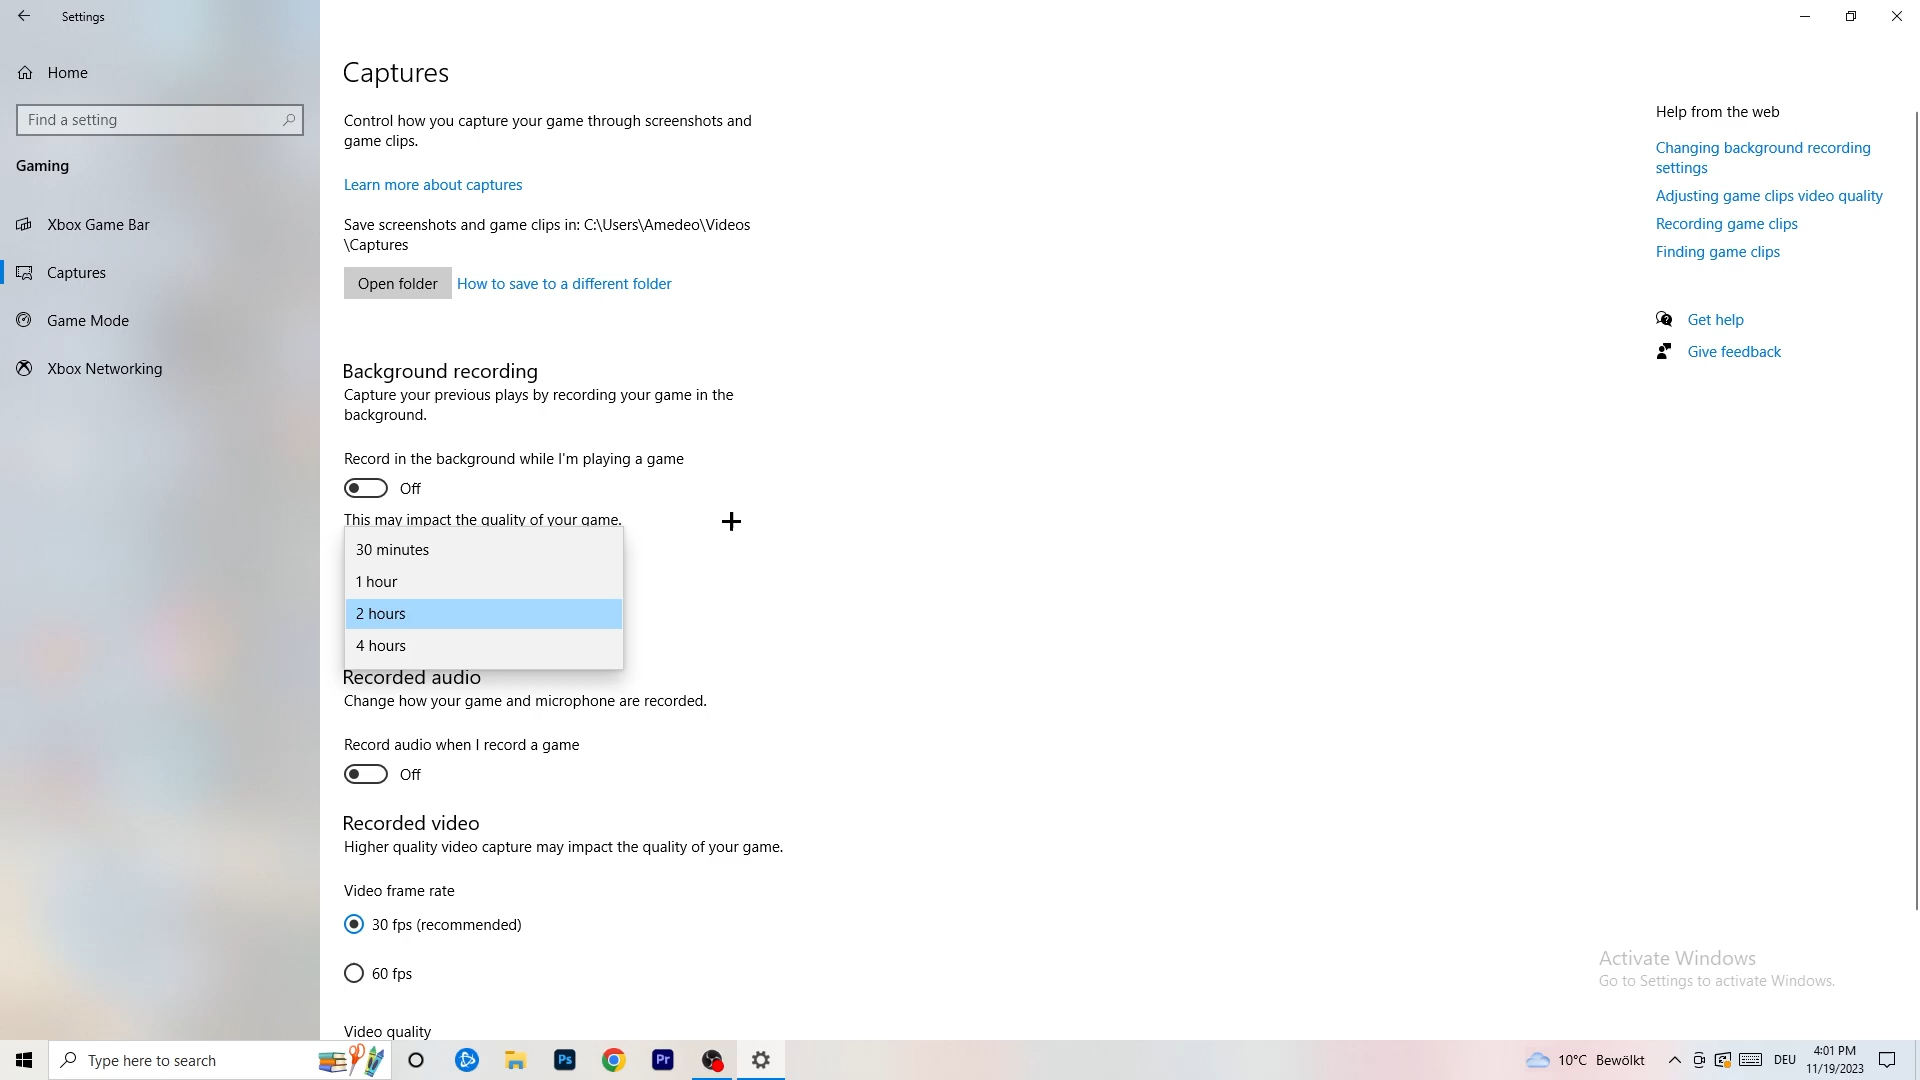 Settings
Home
Find a setting
Gaming
Xbox Game Bar
Captures
Game Mode
Xbox Networking
Captures
Control how you capture your game through screenshots and
game clips.
Learn more about captures
Save screenshots and game clips in: C:\Users\Amedeo\Videos
\Captures
Open folder
How to save to a different folder
Background recording
Capture your previous plays by recording your game in the
background.
Record in the background while I'm playing a game
Off
This may impact the quality of your game.
30 minutes
1 hour
2 hours
4 hours
Recorded audio
Change how your game and microphone are recorded.
Record audio when I record a game
Off
Recorded video
Higher quality video capture may impact the quality of your game.
Video frame rate
30 fps (recommended)
60 fps
Video quality
Help from the web
Changing background recording
settings
Adjusting game clips video quality
Recording game clips
Finding game clips
Get help
Give feedback
Activate Windows
Go to Settings to activate Windows.
Type here to search
Ps
Pr
10°C Bewölkt
DEU
4:01 PM
11/19/2023